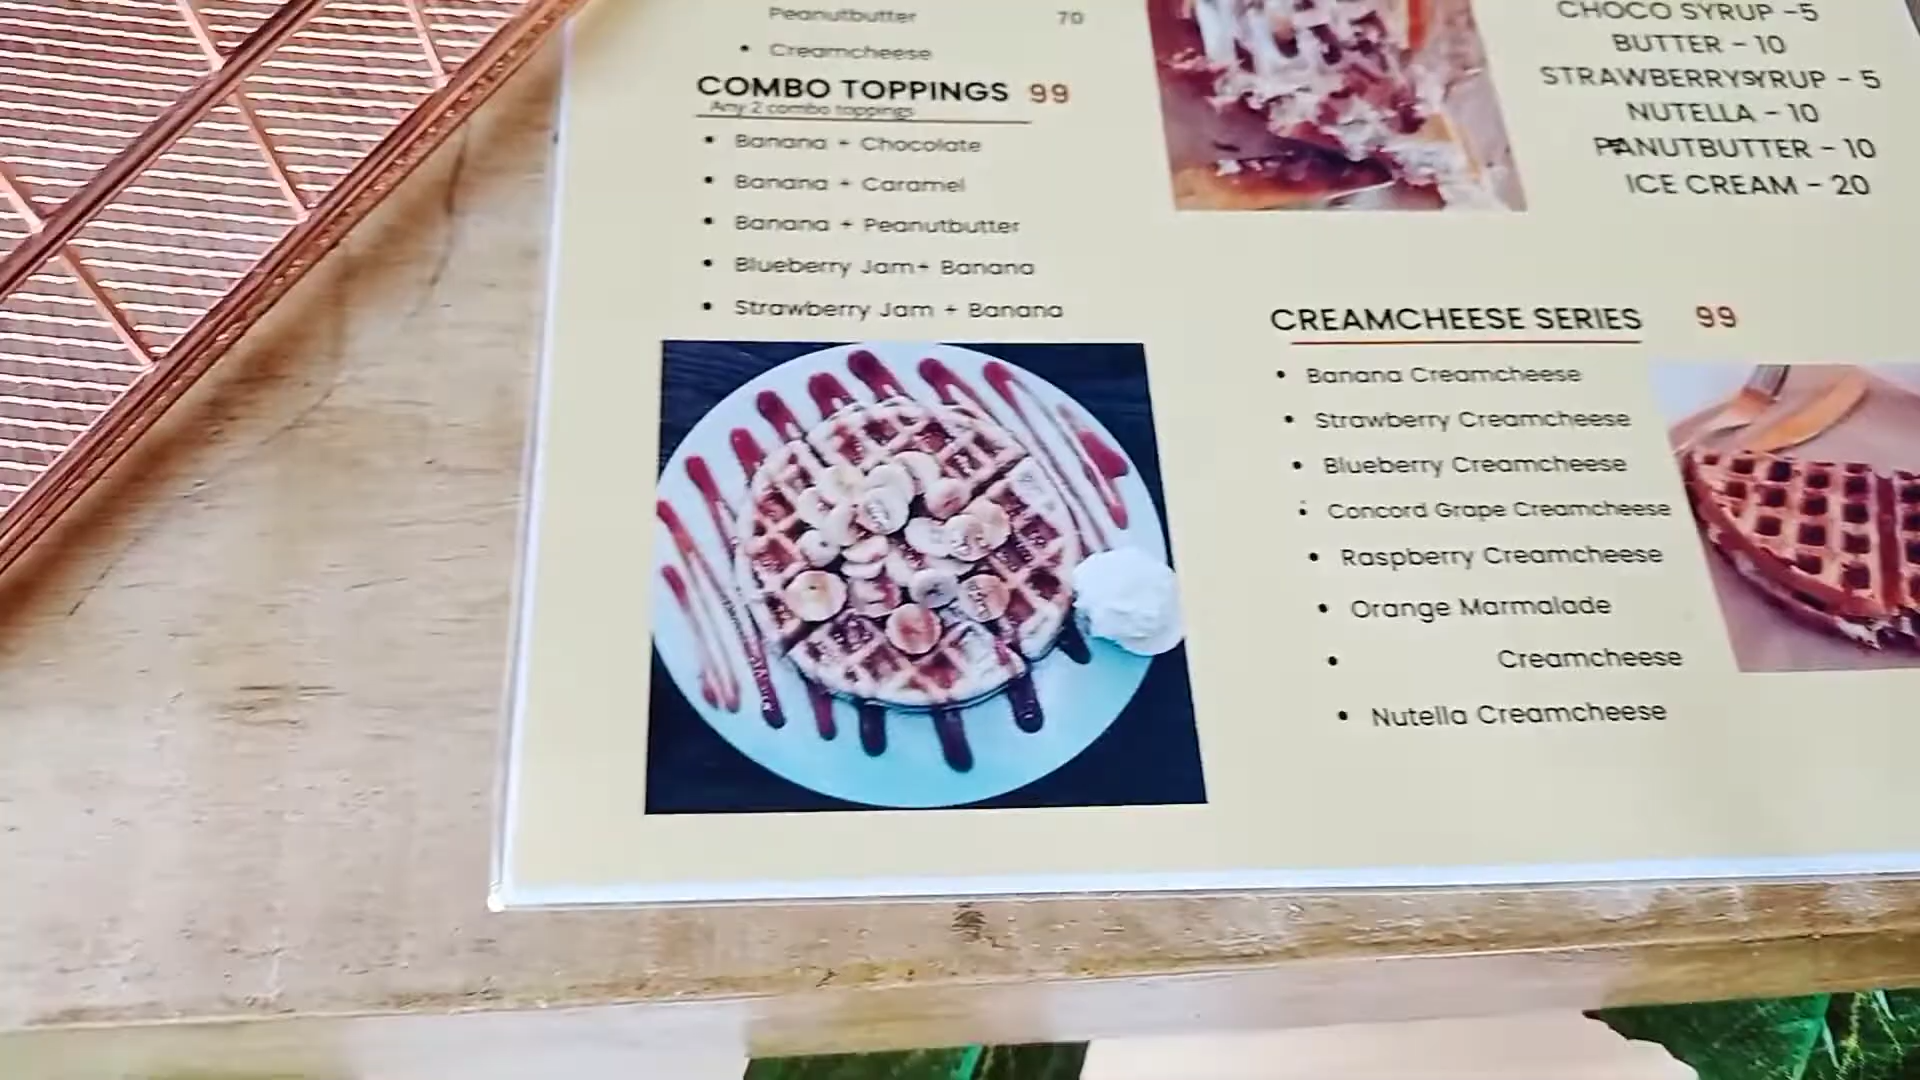 Peanutbutter 70
• Creamcheese
COMBO TOPPINGS 99
Any 2 combo toppings
• Banana + Chocolate
• Banana + Caramel
• Banana + Peanutbutter
• Blueberry Jam+ Banana
• Strawberry Jam + Banana
CHOCO SYRUP -5
BUTTER - 10
STRAWBERRYSYRUP - 5
NUTELLA - 10
PANUTBUTTER - 10
ICE CREAM - 20
CREAMCHEESE SERIES 99
• Banana Creamcheese
• Strawberry Creamcheese
• Blueberry Creamcheese
• Concord Grape Creamcheese
• Raspberry Creamcheese
• Orange Marmalade
• Creamcheese
• Nutella Creamcheese